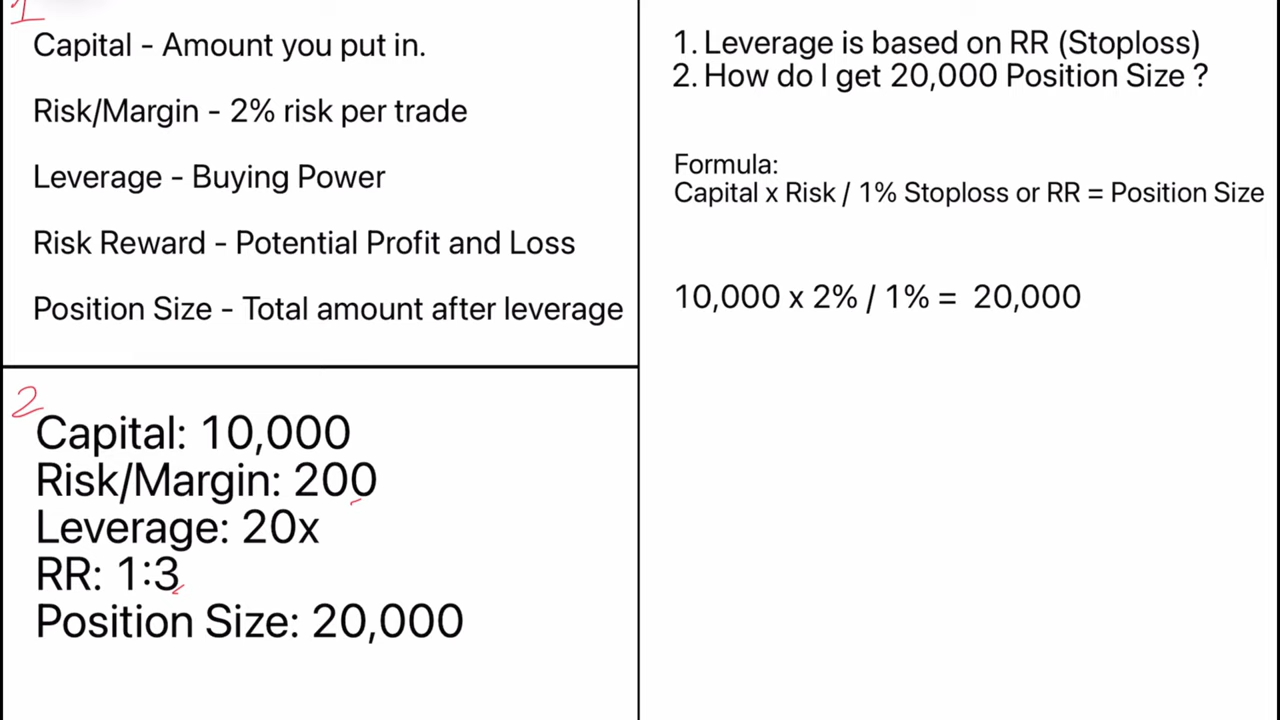 1
Capital - Amount you put in.
Risk/Margin - 2% risk per trade
Leverage - Buying Power
Risk Reward - Potential Profit and Loss
Position Size - Total amount after leverage
2
Capital: 10,000
Risk/Margin: 200
Leverage: 20x
RR: 1:3
Position Size: 20,000
1. Leverage is based on RR (Stoploss)
2. How do I get 20,000 Position Size ?
Formula:
Capital x Risk / 1% Stoploss or RR = Position Size
10,000 x 2% / 1% = 20,000